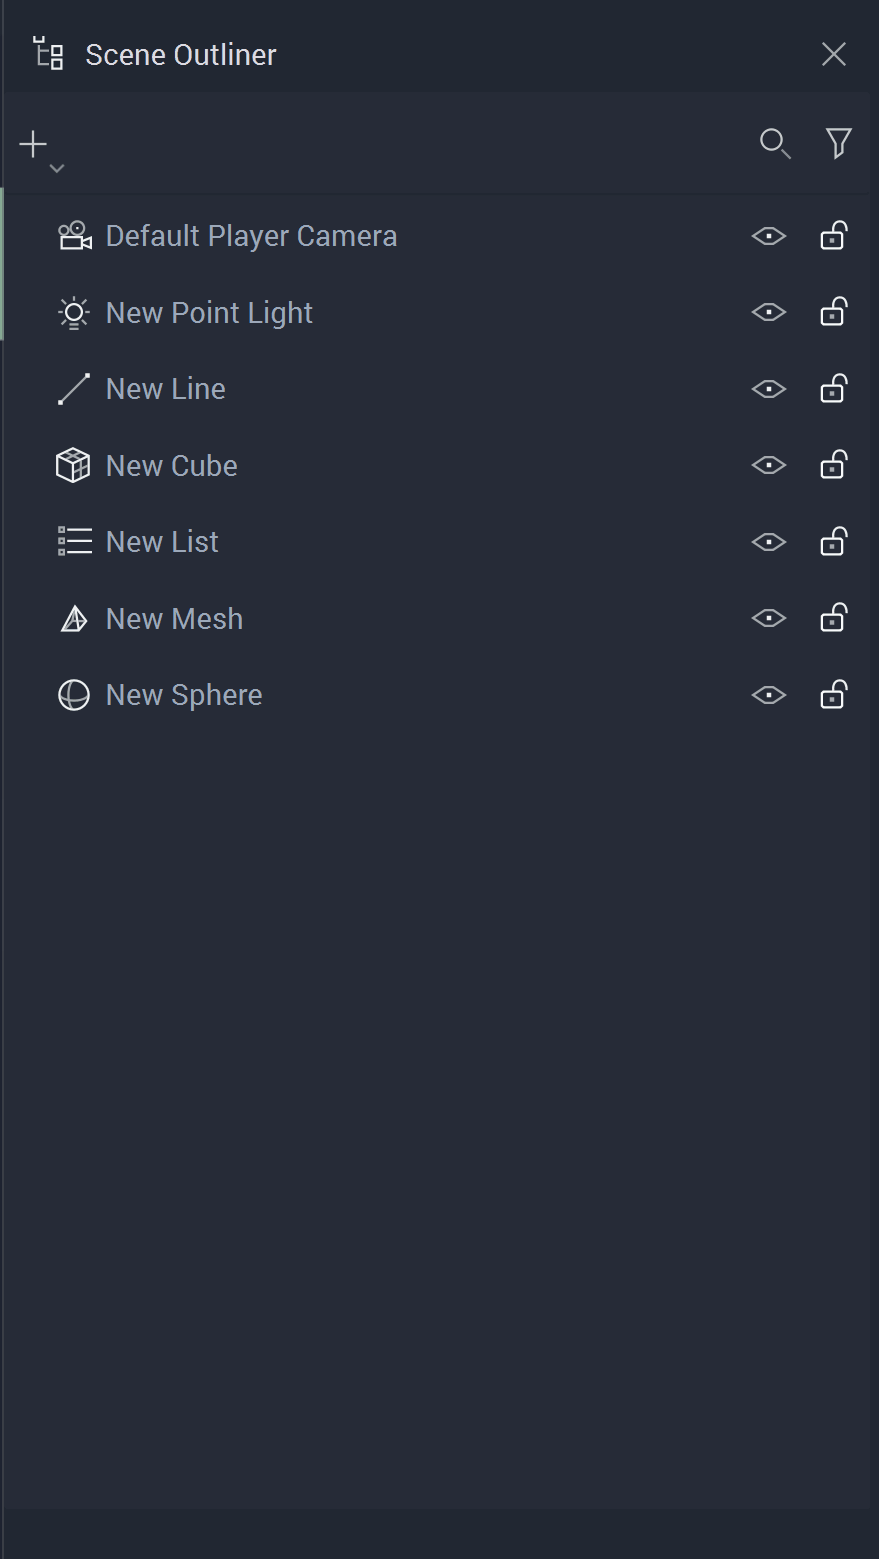 Scene Outliner
Default Player Camera
New Point Light
New Line
New Cube
New List
New Mesh
New Sphere